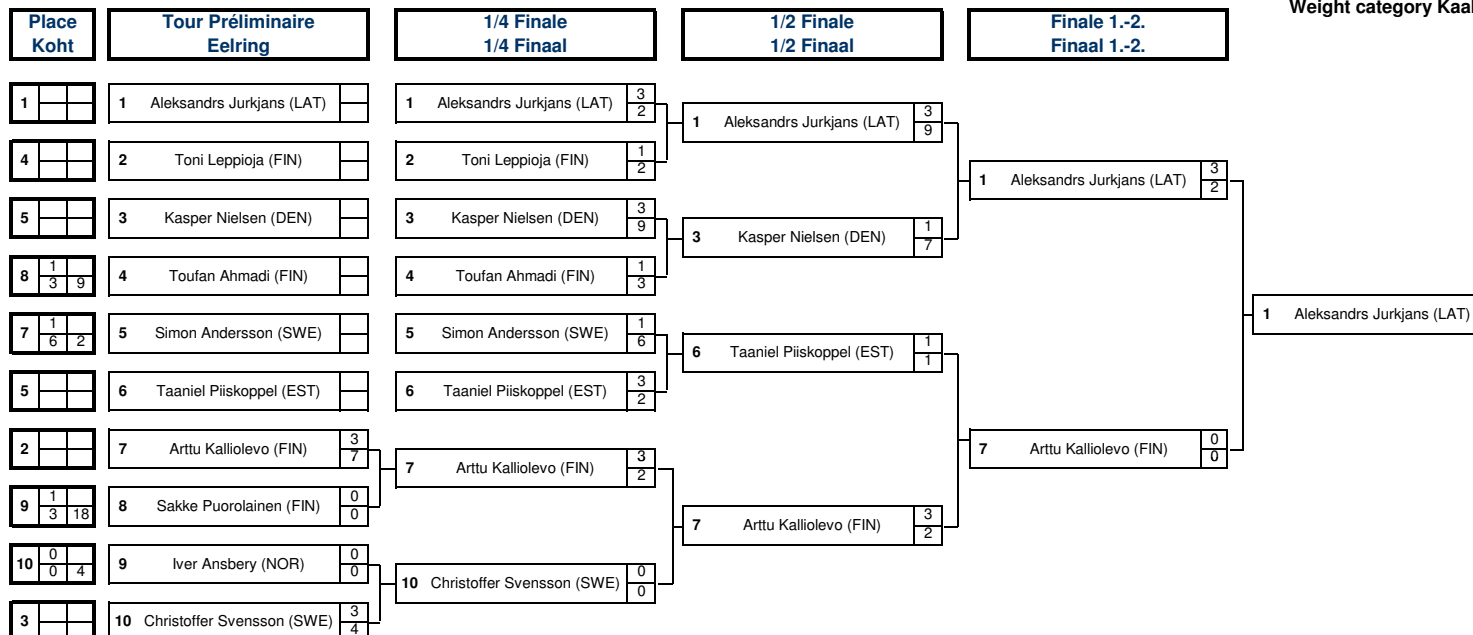 Weight category Kaal
Place
Koht
Tour Préliminaire
Eelring
1/4 Finale
1/4 Finaal
1/2 Finale
1/2 Finaal
Finale 1.-2.
Finaal 1.-2.
1
1 Aleksandrs Jurkjans (LAT)
1 Aleksandrs Jurkjans (LAT) 3 2
1 Aleksandrs Jurkjans (LAT) 3 9
4
2 Toni Leppioja (FIN)
2 Toni Leppioja (FIN) 1 2
1 Aleksandrs Jurkjans (LAT) 3 2
5
3 Kasper Nielsen (DEN)
3 Kasper Nielsen (DEN) 3 9
3 Kasper Nielsen (DEN) 1 7
8 1 3 9
4 Toufan Ahmadi (FIN)
4 Toufan Ahmadi (FIN) 1 3
1 Aleksandrs Jurkjans (LAT)
7 1 6 2
5 Simon Andersson (SWE)
5 Simon Andersson (SWE) 1 6
6 Taaniel Piiskoppel (EST) 1 1
5
6 Taaniel Piiskoppel (EST)
6 Taaniel Piiskoppel (EST) 3 2
2
7 Arttu Kalliolevo (FIN) 3 7
7 Arttu Kalliolevo (FIN) 3 2
7 Arttu Kalliolevo (FIN) 0 0
9 1 3 18
8 Sakke Puorolainen (FIN) 0 0
7 Arttu Kalliolevo (FIN) 3 2
10 0 0 4
9 Iver Ansbery (NOR) 0 0
10 Christoffer Svensson (SWE) 0 0
3
10 Christoffer Svensson (SWE) 3 4